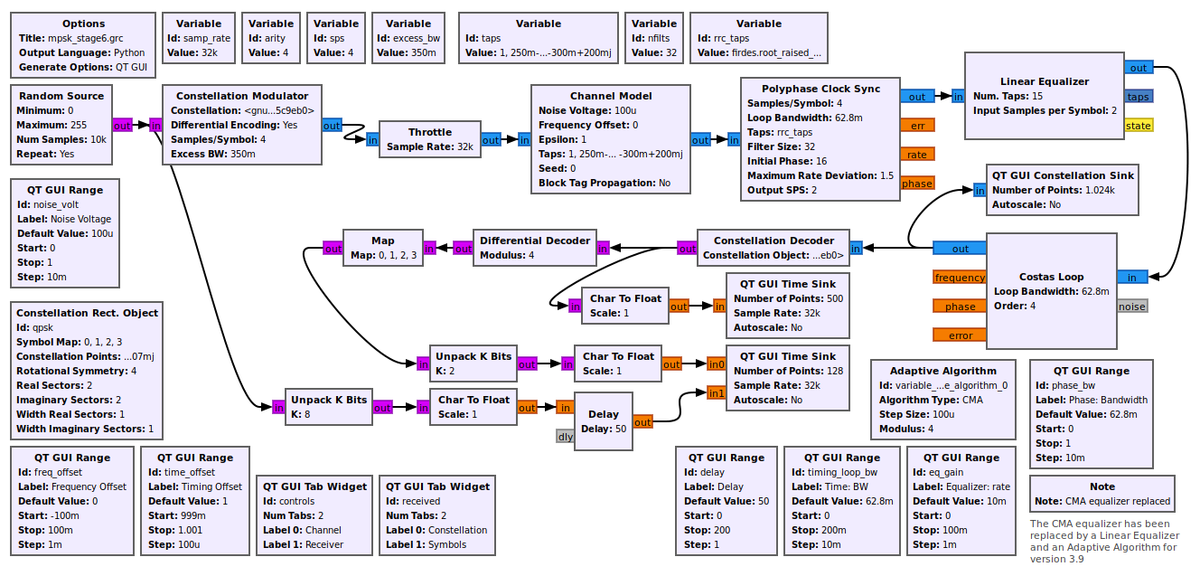 Options
Title: mpsk_stage6.grc
Output Language: Python
Generate Options: QT GUI
Variable
Id: samp_rate
Value: 32k
Variable
Id: arity
Value: 4
Variable
Id: sps
Value: 4
Variable
Id: excess_bw
Value: 350m
Variable
Id: taps
Value: 1, 250m-...-300m+200mj
Variable
Id: nfilts
Value: 32
Variable
Id: rrc_taps
Value: firdes.root_raised_...
Random Source
Minimum: 0
Maximum: 255
Num Samples: 10k
Repeat: Yes
out
in
Constellation Modulator
Constellation: <gnu...5c9eb0>
Differential Encoding: Yes
Samples/Symbol: 4
Excess BW: 350m
out
in
Throttle
Sample Rate: 32k
out
in
Channel Model
Noise Voltage: 100u
Frequency Offset: 0
Epsilon: 1
Taps: 1, 250m-... -300m+200mj
Seed: 0
Block Tag Propagation: No
out
in
Polyphase Clock Sync
Samples/Symbol: 4
Loop Bandwidth: 62.8m
Taps: rrc_taps
Filter Size: 32
Initial Phase: 16
Maximum Rate Deviation: 1.5
Output SPS: 2
out
err
rate
phase
in
Linear Equalizer
Num. Taps: 15
Input Samples per Symbol: 2
out
taps
state
QT GUI Range
Id: noise_volt
Label: Noise Voltage
Default Value: 100u
Start: 0
Stop: 1
Step: 10m
in
QT GUI Constellation Sink
Number of Points: 1.024k
Autoscale: No
out
Map
Map: 0, 1, 2, 3
in
out
Differential Decoder
Modulus: 4
in
out
Constellation Decoder
Constellation Object: ...eb0>
in
out
frequency
phase
error
Costas Loop
Loop Bandwidth: 62.8m
Order: 4
in
noise
in
Char To Float
Scale: 1
out
in
QT GUI Time Sink
Number of Points: 500
Sample Rate: 32k
Autoscale: No
Constellation Rect. Object
Id: qpsk
Symbol Map: 0, 1, 2, 3
Constellation Points: ...07mj
Rotational Symmetry: 4
Real Sectors: 2
Imaginary Sectors: 2
Width Real Sectors: 1
Width Imaginary Sectors: 1
in
Unpack K Bits
K: 2
out
in
Char To Float
Scale: 1
out
in0
in1
QT GUI Time Sink
Number of Points: 128
Sample Rate: 32k
Autoscale: No
in
Unpack K Bits
K: 8
out
in
Char To Float
Scale: 1
out
in
dly
Delay
Delay: 50
out
Adaptive Algorithm
Id: variable_...e_algorithm_0
Algorithm Type: CMA
Step Size: 100u
Modulus: 4
QT GUI Range
Id: phase_bw
Label: Phase: Bandwidth
Default Value: 62.8m
Start: 0
Stop: 1
Step: 10m
QT GUI Range
Id: freq_offset
Label: Frequency Offset
Default Value: 0
Start: -100m
Stop: 100m
Step: 1m
QT GUI Range
Id: time_offset
Label: Timing Offset
Default Value: 1
Start: 999m
Stop: 1.001
Step: 100u
QT GUI Tab Widget
Id: controls
Num Tabs: 2
Label 0: Channel
Label 1: Receiver
QT GUI Tab Widget
Id: received
Num Tabs: 2
Label 0: Constellation
Label 1: Symbols
QT GUI Range
Id: delay
Label: Delay
Default Value: 50
Start: 0
Stop: 200
Step: 1
QT GUI Range
Id: timing_loop_bw
Label: Time: BW
Default Value: 62.8m
Start: 0
Stop: 200m
Step: 10m
QT GUI Range
Id: eq_gain
Label: Equalizer: rate
Default Value: 10m
Start: 0
Stop: 100m
Step: 1m
Note
Note: CMA equalizer replaced
The CMA equalizer has been
replaced by a Linear Equalizer
and an Adaptive Algorithm for
version 3.9